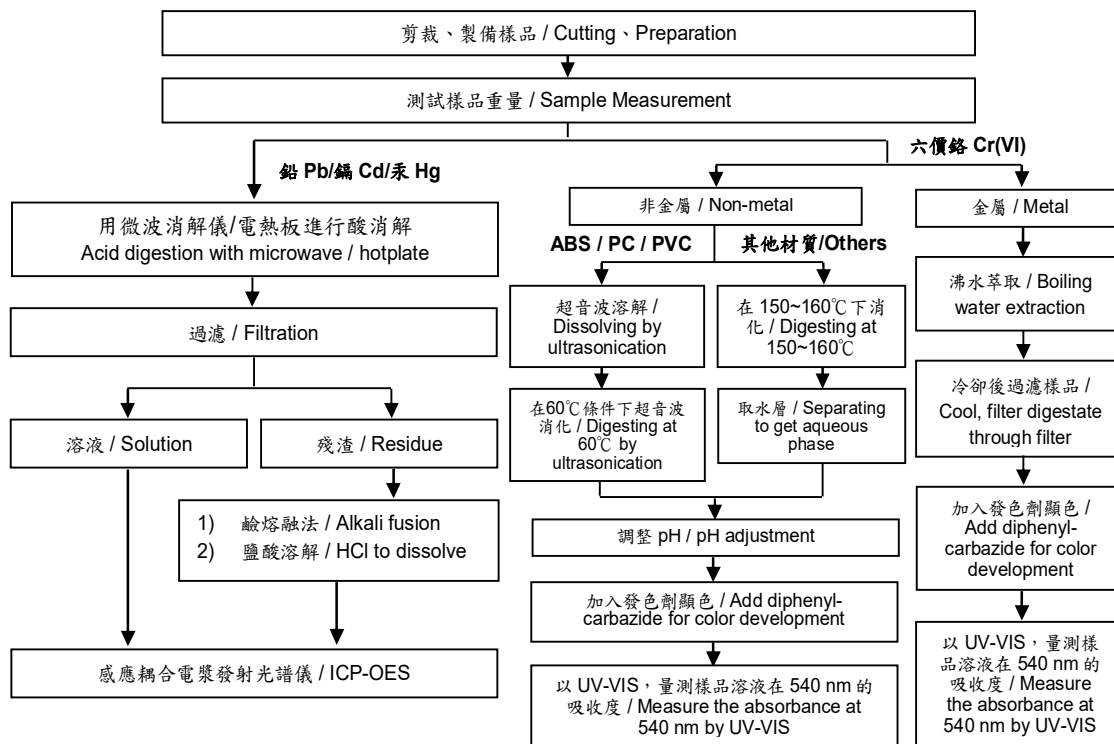 剪裁、製備樣品 / Cutting、Preparation
測試樣品重量 / Sample Measurement
鉛 Pb/鎘 Cd/汞 Hg
六價鉻 Cr(VI)
用微波消解儀/電熱板進行酸消解
Acid digestion with microwave / hotplate
過濾 / Filtration
溶液 / Solution
殘渣 / Residue
1) 鹼熔融法 / Alkali fusion
2) 鹽酸溶解 / HCl to dissolve
感應耦合電漿發射光譜儀 / ICP-OES
非金屬 / Non-metal
ABS / PC / PVC
其他材質/Others
超音波溶解 /
Dissolving by
ultrasonication
在60℃條件下超音波
消化 / Digesting at
60℃ by
ultrasonication
在 150~160℃下消
化 / Digesting at
150~160℃
取水層 / Separating
to get aqueous
phase
調整 pH / pH adjustment
加入發色劑顯色 / Add diphenyl-
carbazide for color development
以 UV-VIS,量測樣品溶液在 540 nm 的
吸收度 / Measure the absorbance at
540 nm by UV-VIS
金屬 / Metal
沸水萃取 / Boiling
water extraction
冷卻後過濾樣品 /
Cool, filter digestate
through filter
加入發色劑顯色 /
Add diphenyl-
carbazide for color
development
以 UV-VIS,量測樣
品溶液在 540 nm 的
吸收度 / Measure
the absorbance at
540 nm by UV-VIS